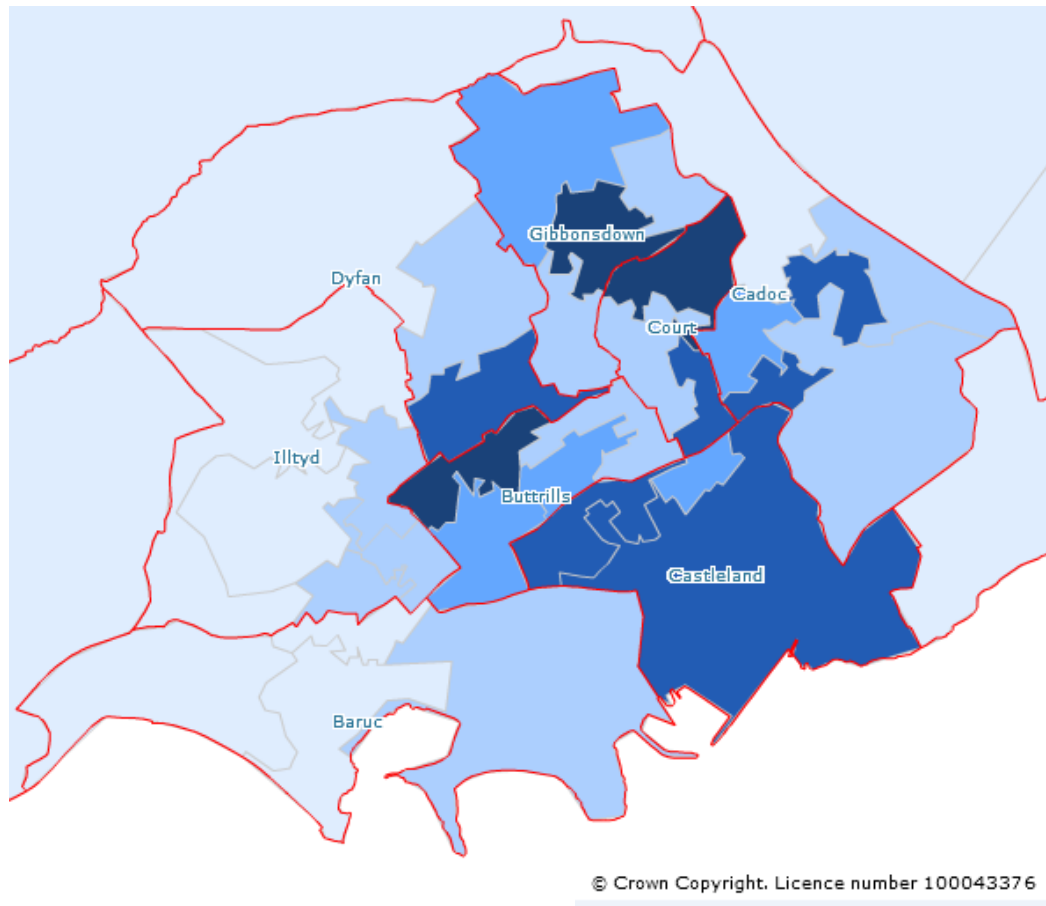 Gibbonsdown
Dyfan
Cadoc
Court
Illtyd
Buttrills
Castleland
Baruc
© Crown Copyright. Licence number 100043376